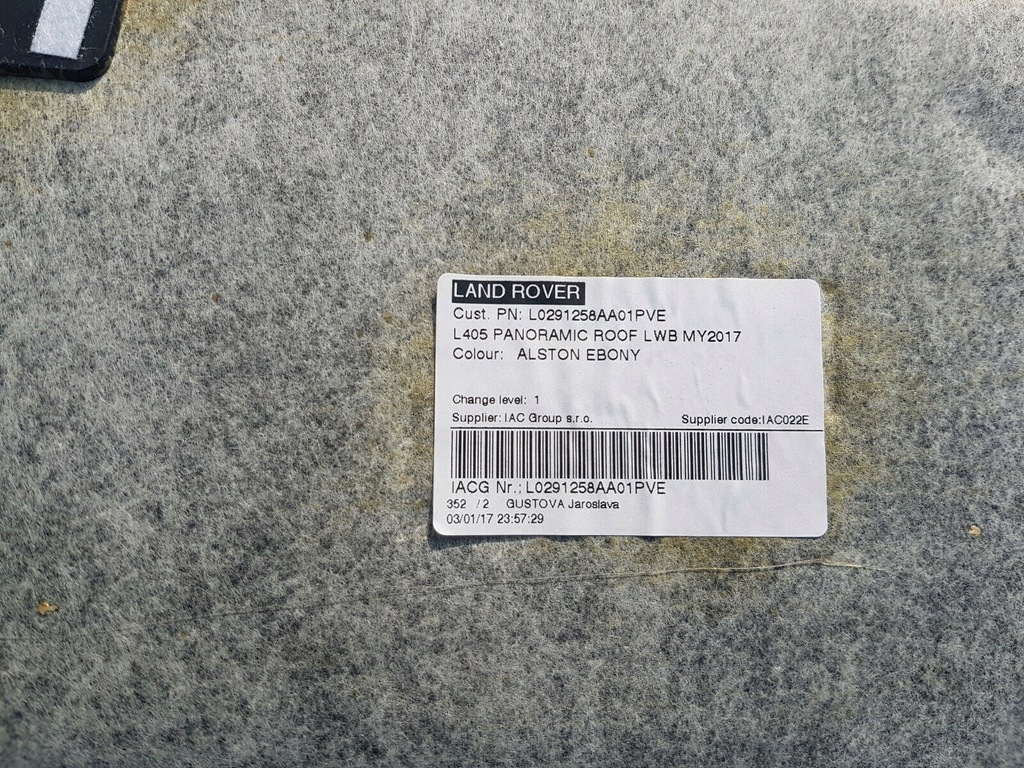 LAND ROVER
Cust. PN: L0291258AA01PVE
L405 PANORAMIC ROOF LWB MY2017
Colour: ALSTON EBONY
Change level: 1
Supplier: IAC Group s.r.o. Supplier code:IAC022E
IACG Nr.: L0291258AA01PVE
352 /2 GUSTOVA Jaroslava
03/01/17 23:57:29